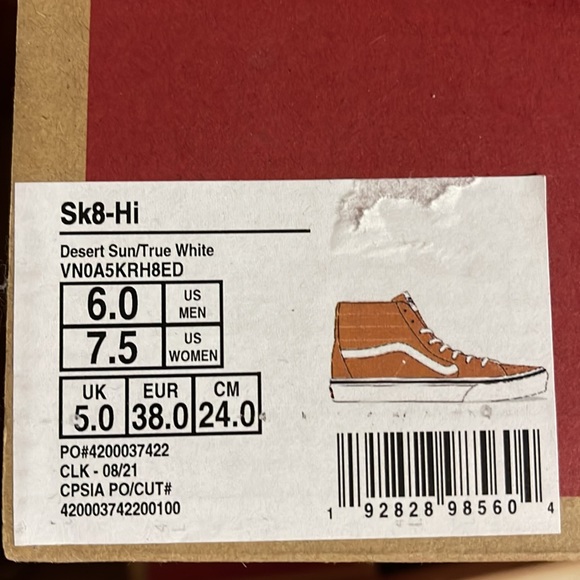 Sk8-Hi
Desert Sun/True White
VN0A5KRH8ED
6.0 US MEN
7.5 US WOMEN
UK EUR CM
5.0 38.0 24.0
PO#4200037422
CLK - 08/21
CPSIA PO/CUT#
420003742200100
1 92828 98560 4